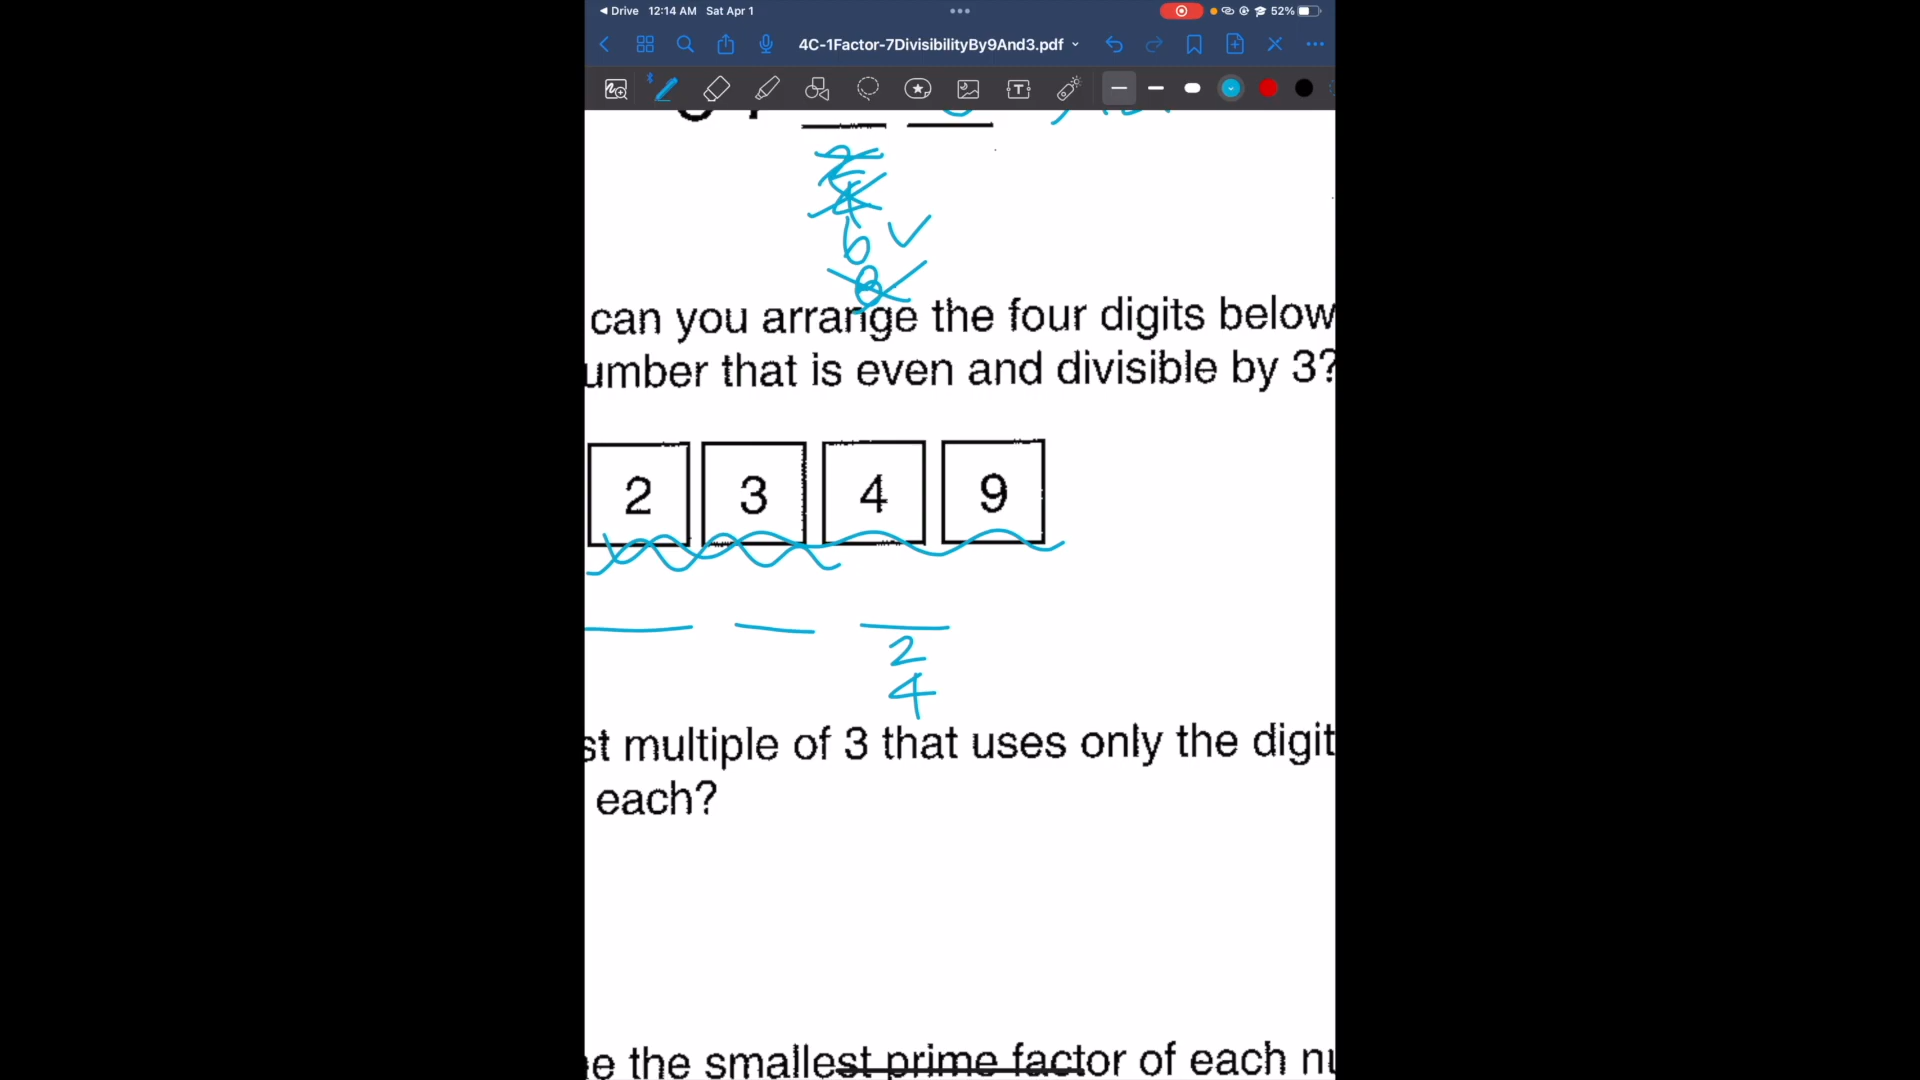 Drive 12:14 AM Sat Apr 1 52%
4C-1Factor-7DivisibilityBy9And3.pdf
2
4
6
8
can you arrange the four digits below
umber that is even and divisible by 3?
2 3 4 9
2
4
st multiple of 3 that uses only the digit
each?
e the smallest prime factor of each nu